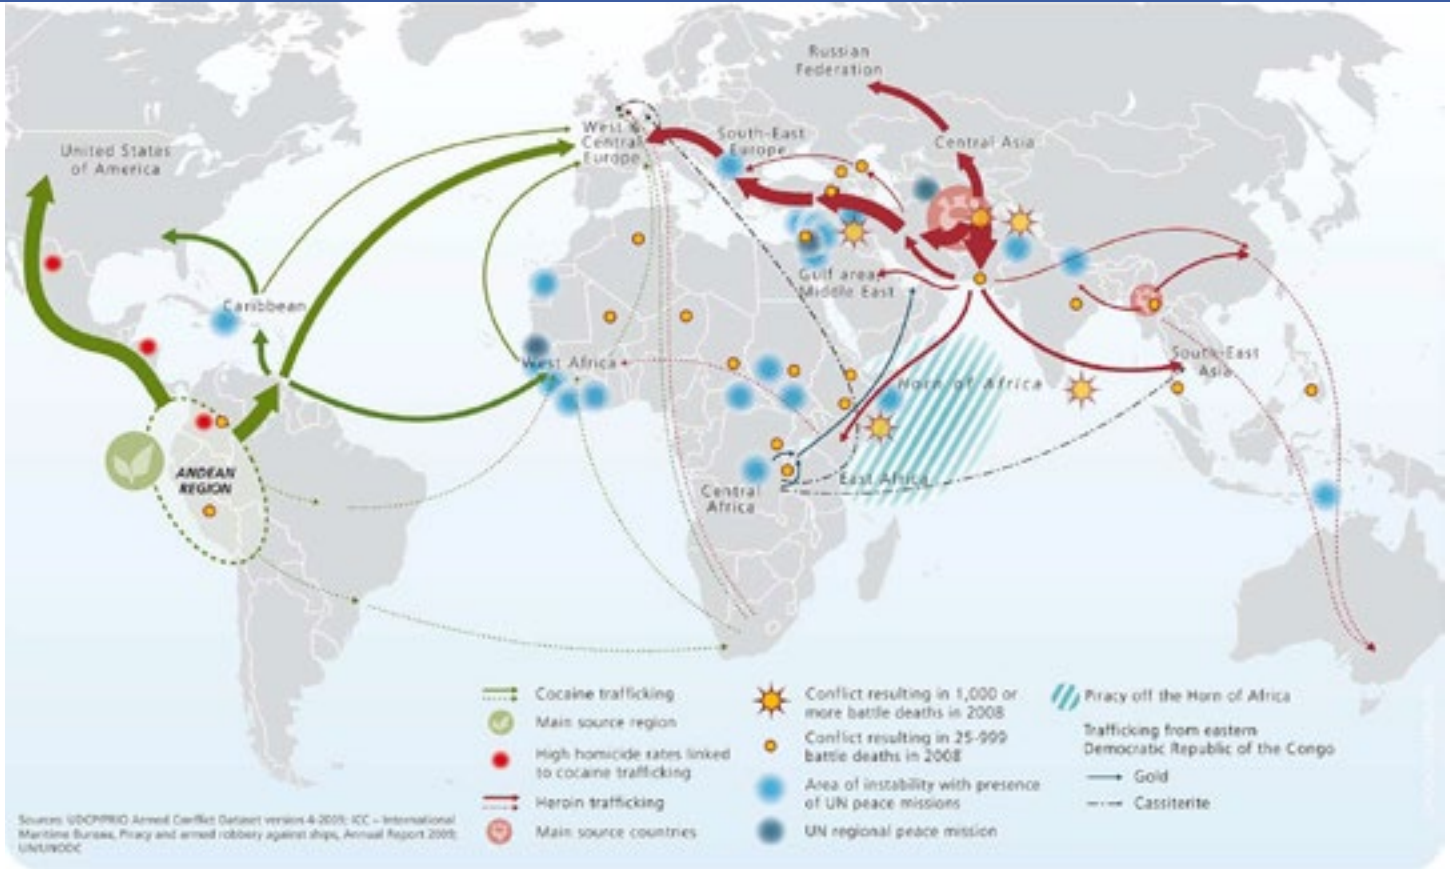 Russian
Federation
United States
of America
West &
Central
Europe
South-East
Europe
Central Asia
Caribbean
Gulf area,
Middle East
West Africa
Horn of Africa
South-East
Asia
ANDEAN
REGION
Central
Africa
East Africa
Cocaine trafficking
Main source region
High homicide rates linked
to cocaine trafficking
Heroin trafficking
Main source countries
Conflict resulting in 1,000 or
more battle deaths in 2008
Conflict resulting in 25-999
battle deaths in 2008
Area of instability with presence
of UN peace missions
UN regional peace mission
Piracy off the Horn of Africa
Trafficking from eastern
Democratic Republic of the Congo
Gold
Cassiterite
Sources: UDCP/PRIO Armed Conflict Dataset version 4-2009; ICC – International
Maritime Bureau, Piracy and armed robbery against ships, Annual Report 2009;
UN/UNODC